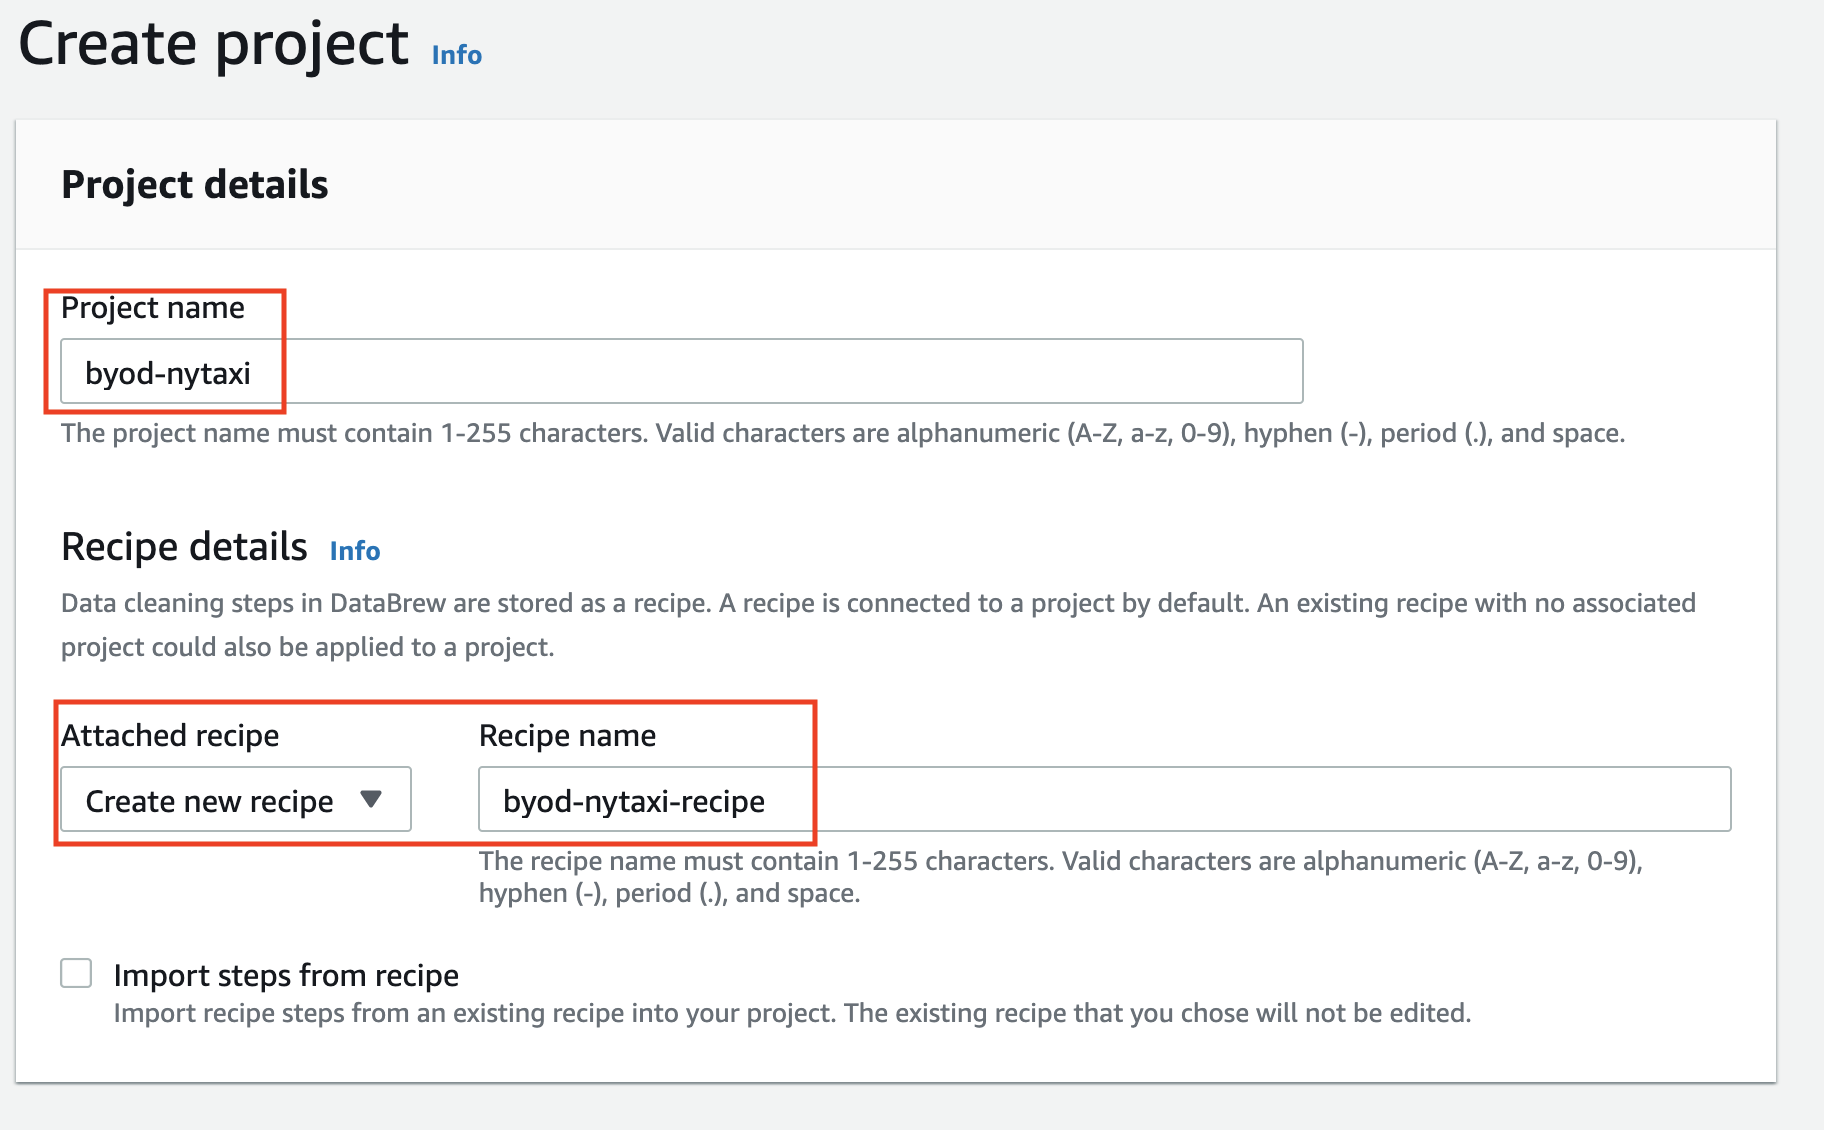 Create project Info
Project details
Project name
byod-nytaxi
The project name must contain 1-255 characters. Valid characters are alphanumeric (A-Z, a-z, 0-9), hyphen (-), period (.), and space.
Recipe details Info
Data cleaning steps in DataBrew are stored as a recipe. A recipe is connected to a project by default. An existing recipe with no associated
project could also be applied to a project.
Attached recipe Recipe name
Create new recipe byod-nytaxi-recipe
The recipe name must contain 1-255 characters. Valid characters are alphanumeric (A-Z, a-z, 0-9),
hyphen (-), period (.), and space.
Import steps from recipe
Import recipe steps from an existing recipe into your project. The existing recipe that you chose will not be edited.